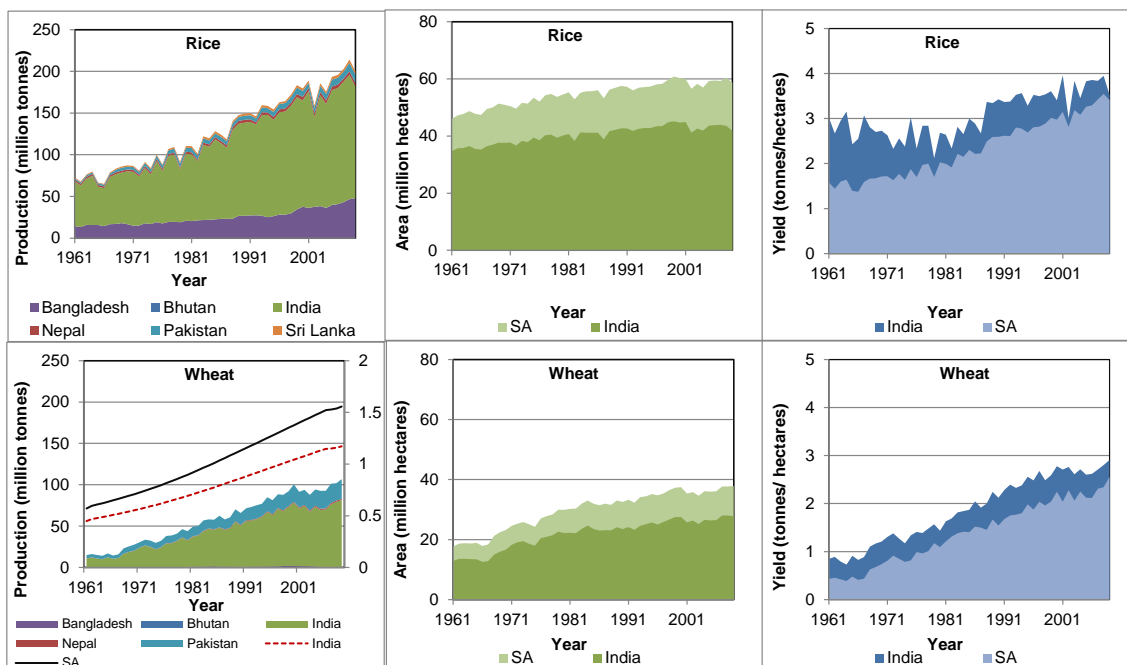 Rice
Production (million tonnes)
250
200
150
100
50
0
1961 1971 1981 1991 2001
Year
Bangladesh Bhutan India
Nepal Pakistan Sri Lanka
Rice
Area (million hectares)
80
60
40
20
0
1961 1971 1981 1991 2001
Year
SA India
Rice
Yield (tonnes/hectares)
5
4
3
2
1
0
1961 1971 1981 1991 2001
Year
India SA
Wheat
Production (million tonnes)
250
200
150
100
50
0
2
1.5
1
0.5
0
1961 1971 1981 1991 2001
Year
Bangladesh Bhutan India
Nepal Pakistan India
SA
Wheat
Area (million hectares)
80
60
40
20
0
1961 1971 1981 1991 2001
Year
SA India
Wheat
Yield (tonnes/ hectares)
5
4
3
2
1
0
1961 1971 1981 1991 2001
Year
India SA